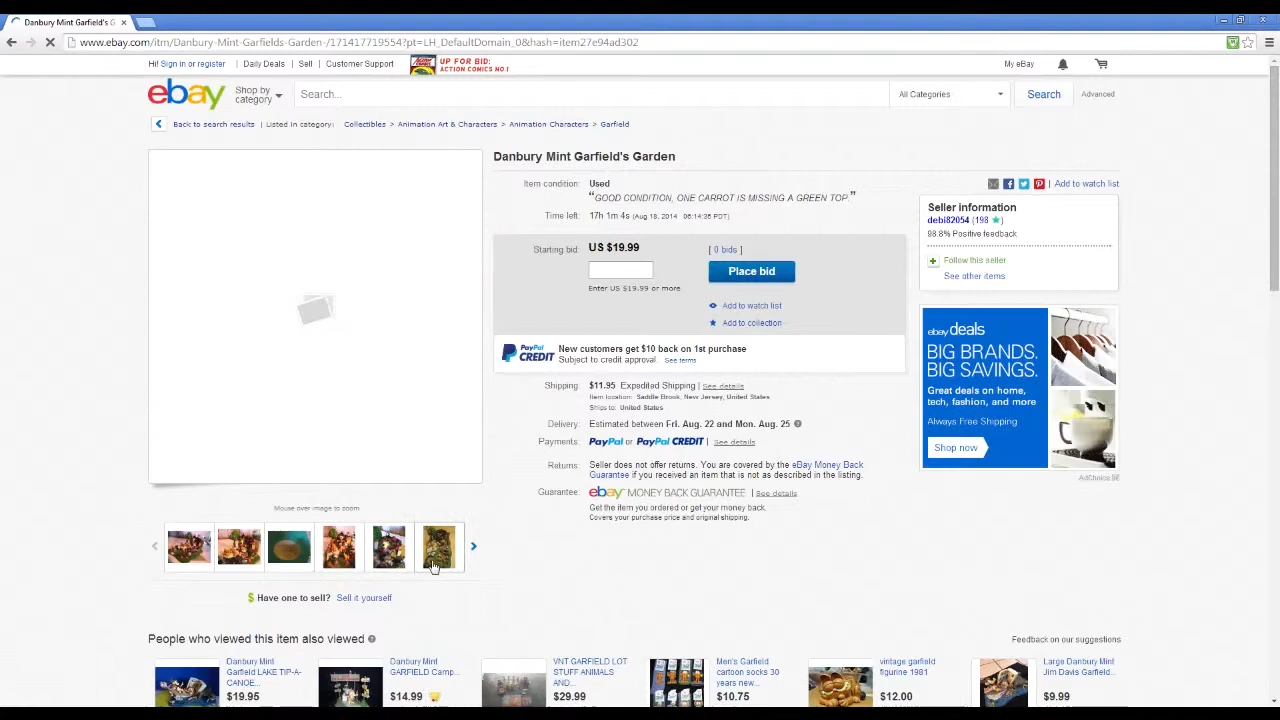 Danbury Mint Garfield's G
www.ebay.com/itm/Danbury-Mint-Garfields-Garden-/171417719554?pt=LH_DefaultDomain_0&hash=item27e94ad302
Hi! Sign in or register | Daily Deals | Sell | Customer Support
UP FOR BID:
ACTION COMICS NO 1
My eBay
ebay
Shop by
category
Search...
All Categories
Search
Advanced
Back to search results | Listed in category: Collectibles > Animation Art & Characters > Animation Characters > Garfield
Danbury Mint Garfield's Garden
Item condition: Used
“GOOD CONDITION, ONE CARROT IS MISSING A GREEN TOP.”
Time left: 17h 1m 4s (Aug 18, 2014 06:14:36 PDT)
Starting bid: US $19.99 [ 0 bids ]
Place bid
Enter US $19.99 or more
Add to watch list
Add to collection
PayPal CREDIT
New customers get $10 back on 1st purchase
Subject to credit approval. See terms
Shipping: $11.95 Expedited Shipping | See details
Item location: Saddle Brook, New Jersey, United States
Ships to: United States
Delivery: Estimated between Fri. Aug. 22 and Mon. Aug. 25
Payments: PayPal or PayPal CREDIT | See details
Returns: Seller does not offer returns. You are covered by the eBay Money Back
Guarantee if you received an item that is not as described in the listing.
Guarantee: ebay MONEY BACK GUARANTEE | See details
Get the item you ordered or get your money back.
Covers your purchase price and original shipping.
Add to watch list
Seller information
debi82054 (198 )
98.8% Positive feedback
Follow this seller
See other items
ebay deals
BIG BRANDS.
BIG SAVINGS.
Great deals on home,
tech, fashion, and more
Always Free Shipping
Shop now
AdChoice
Mouse over image to zoom
$ Have one to sell? Sell it yourself
People who viewed this item also viewed
Feedback on our suggestions
Danbury Mint
Garfield LAKE TIP-A-
CANOE...
$19.95
Danbury Mint
GARFIELD Camp...
$14.99
VNT GARFIELD LOT
STUFF ANIMALS
AND...
$29.99
Men's Garfield
cartoon socks 30
years new...
$10.75
vintage garfield
figurine 1981
$12.00
Large Danbury Mint
Jim Davis Garfield...
$9.99